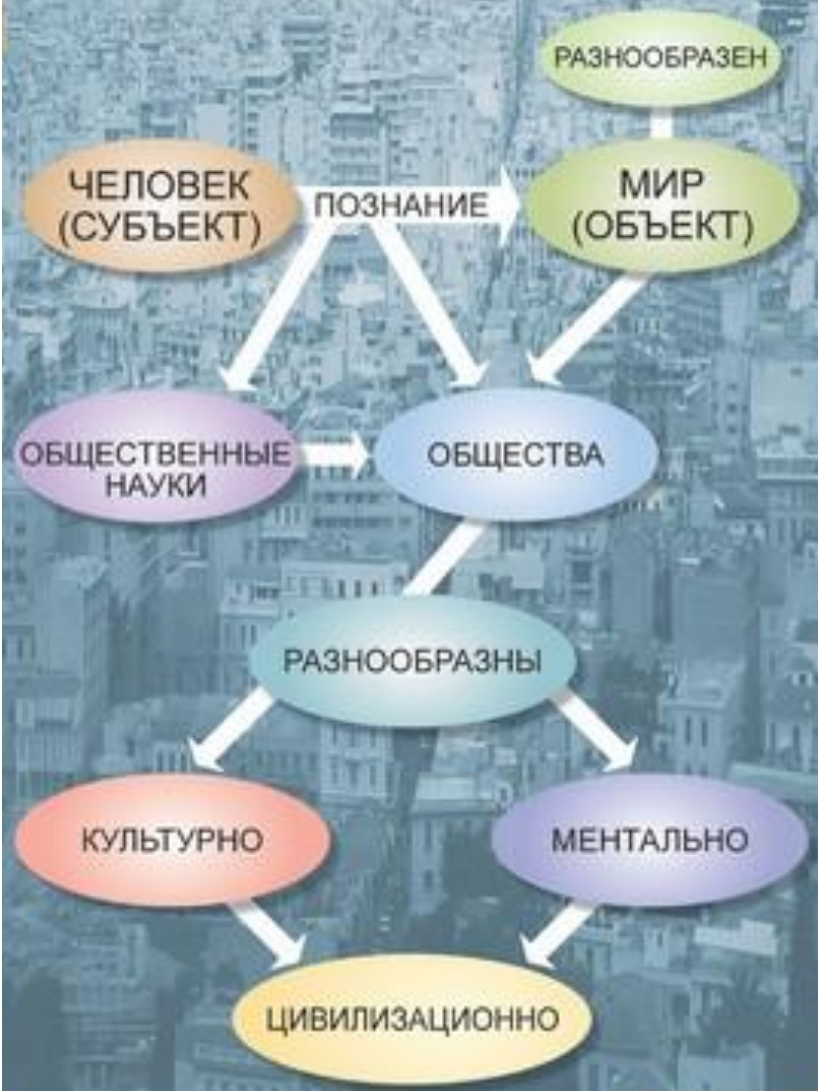 РАЗНООБРАЗЕН
ЧЕЛОВЕК
(СУБЪЕКТ)
ПОЗНАНИЕ
МИР
(ОБЪЕКТ)
ОБЩЕСТВЕННЫЕ
НАУКИ
ОБЩЕСТВА
РАЗНООБРАЗНЫ
КУЛЬТУРНО
МЕНТАЛЬНО
ЦИВИЛИЗАЦИОННО